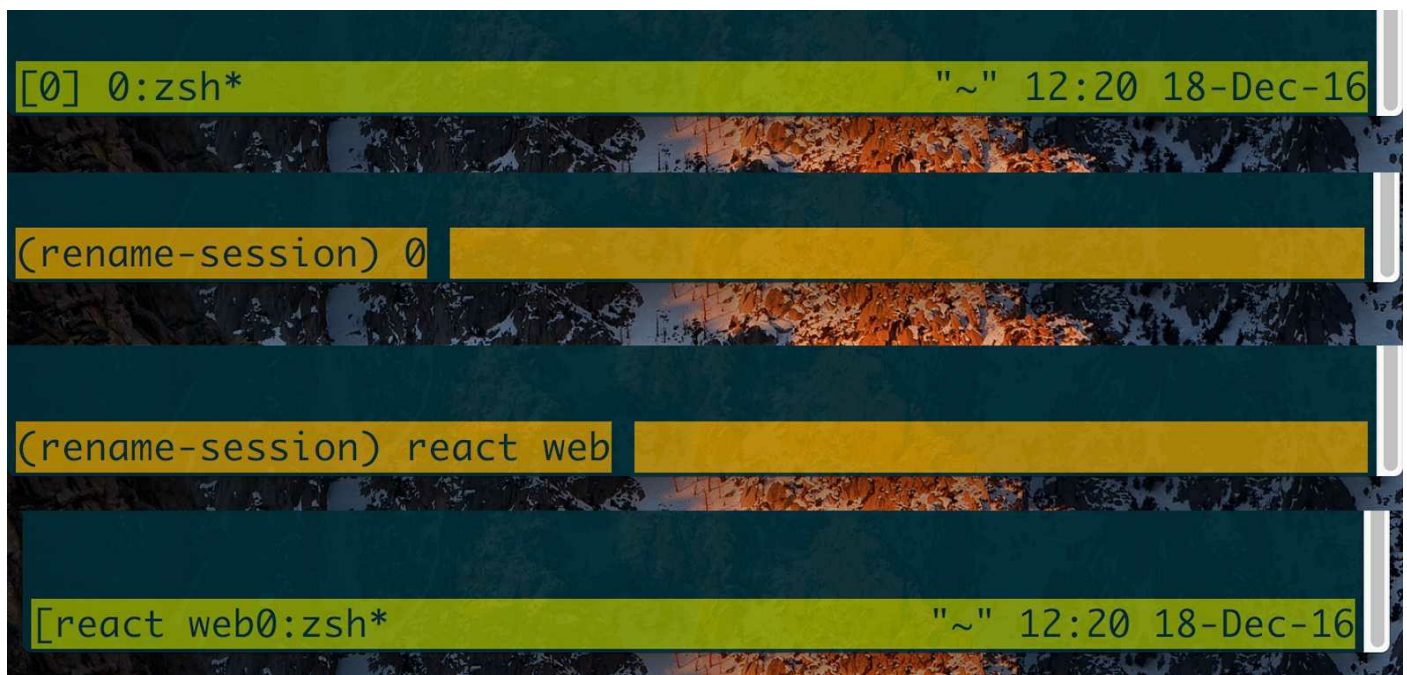 [0] 0:zsh* "~" 12:20 18-Dec-16
(rename-session) 0
(rename-session) react web
[react web0:zsh* "~" 12:20 18-Dec-16